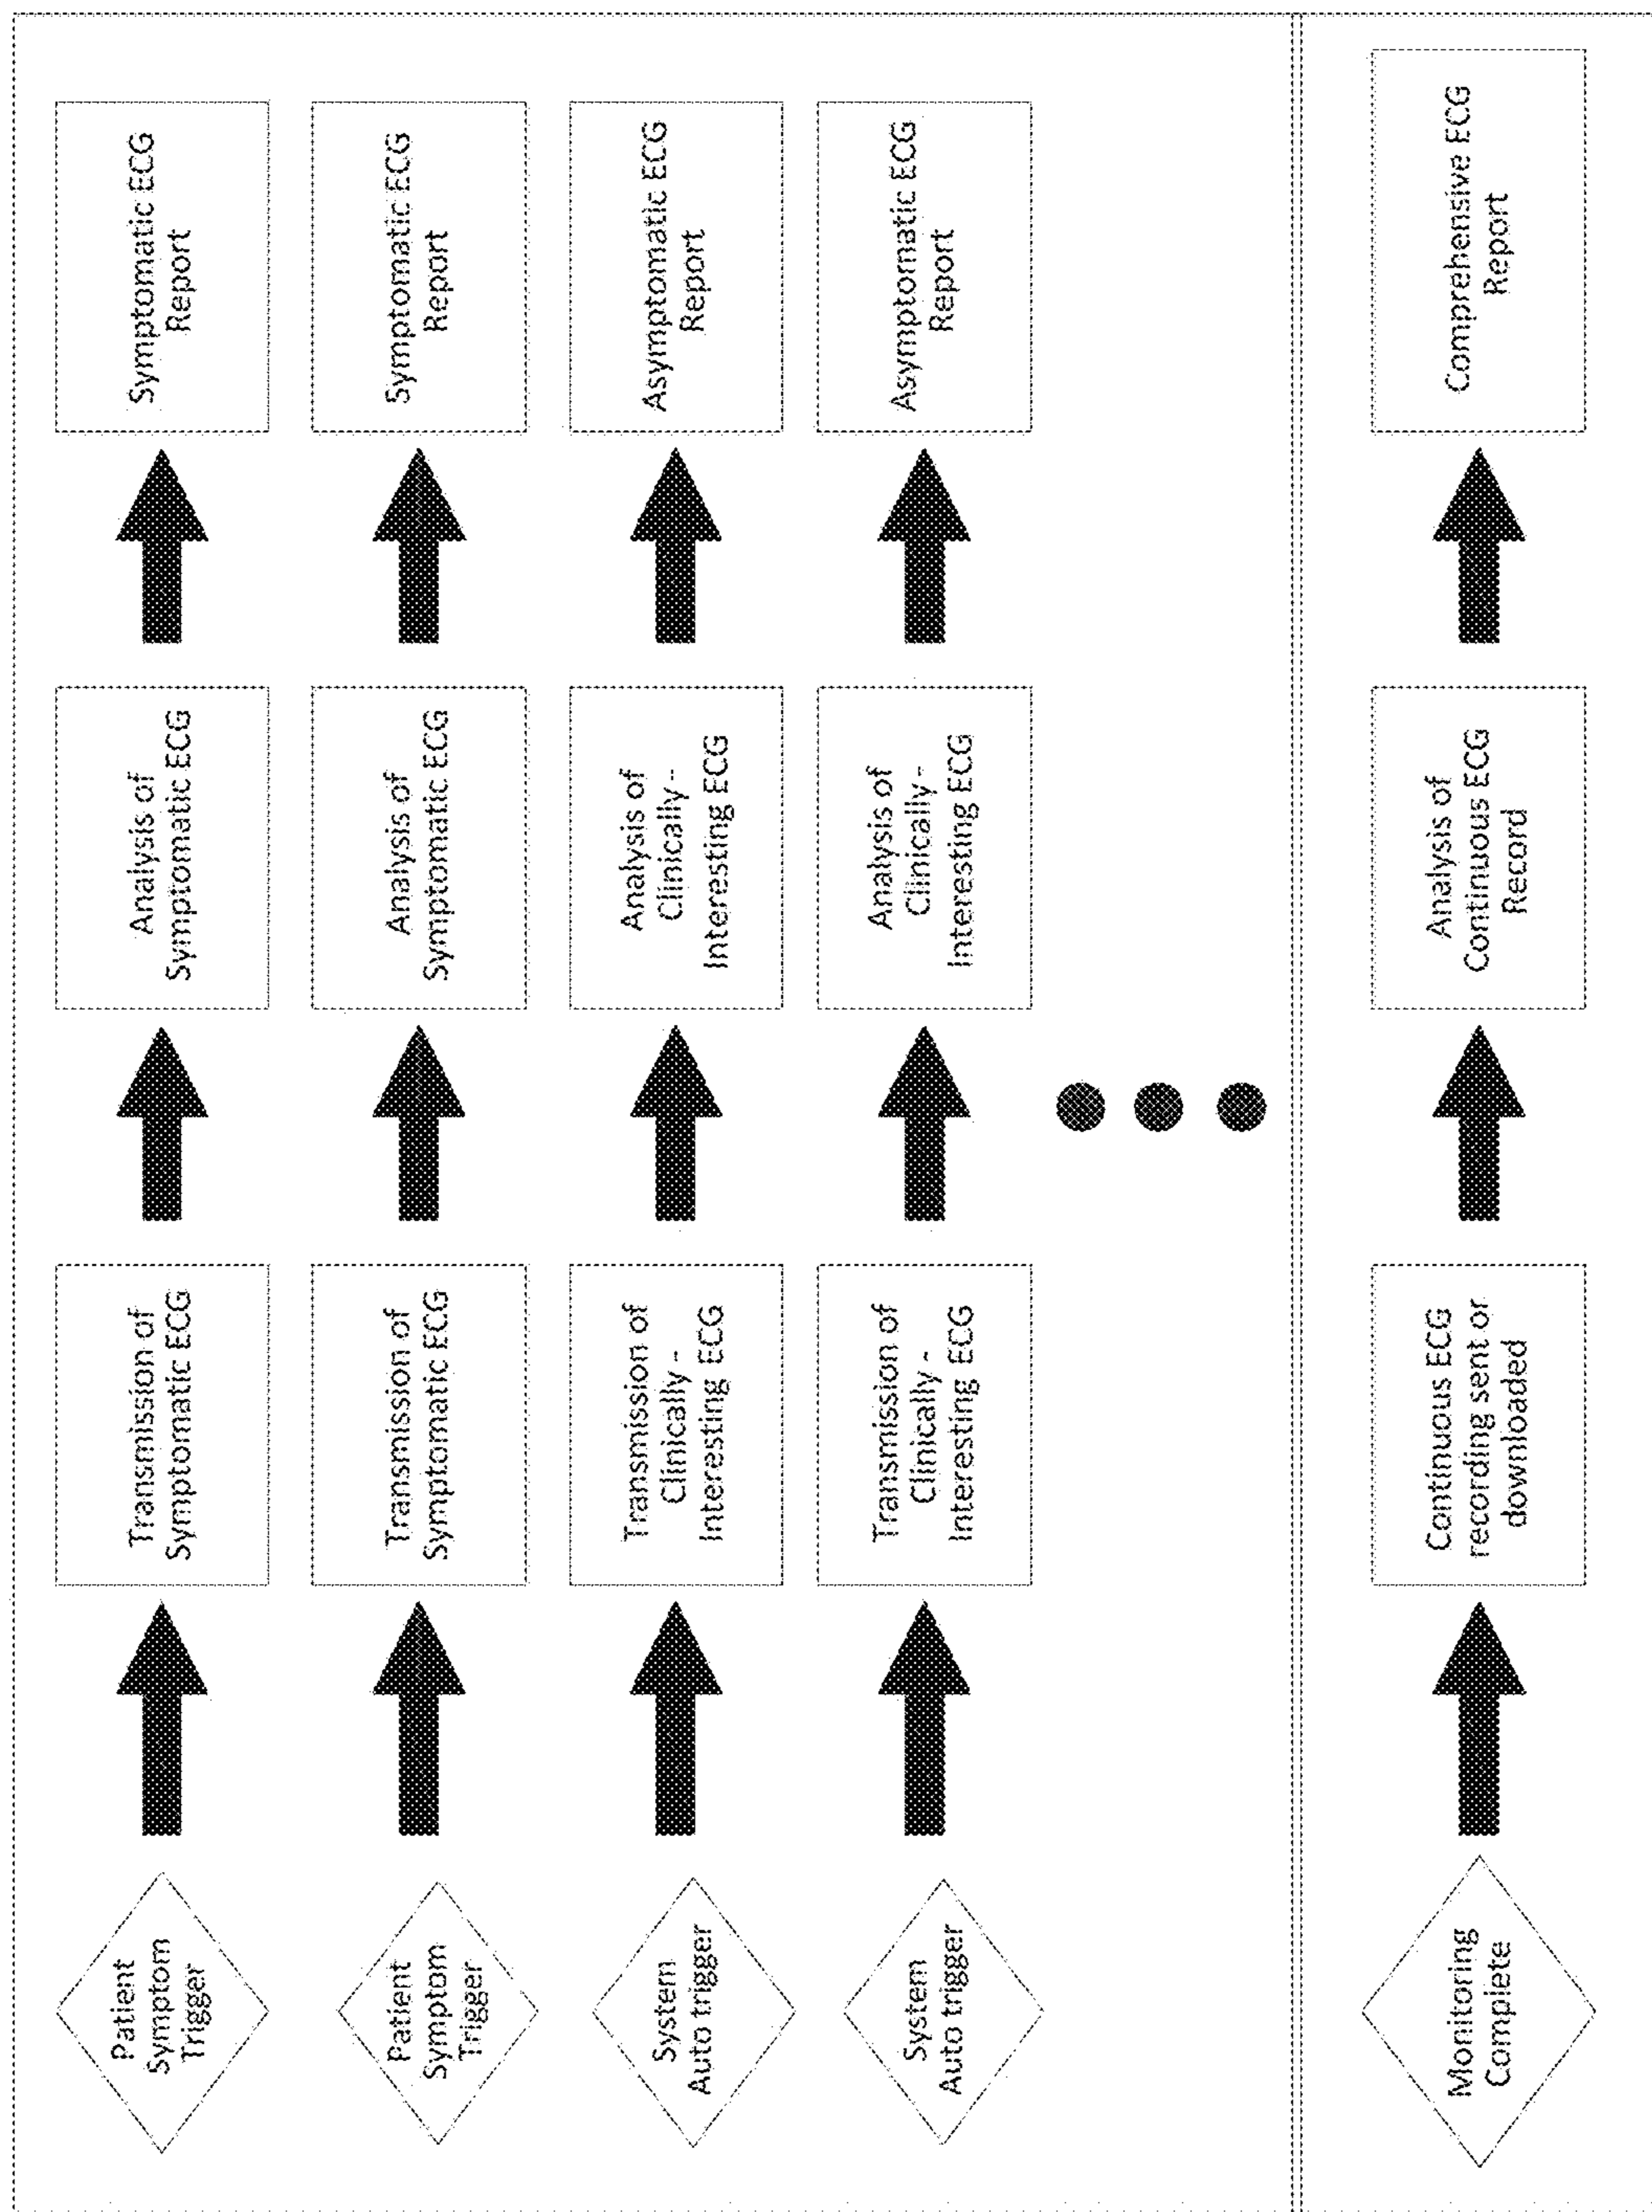 Patient
Symptom
Trigger
Transmission of
Symptomatic ECG
Analysis of
Symptomatic ECG
Symptomatic ECG
Report
Patient
Symptom
Trigger
Transmission of
Symptomatic ECG
Analysis of
Symptomatic ECG
Symptomatic ECG
Report
System
Auto trigger
Transmission of
Clinically -
Interesting ECG
Analysis of
Clinically -
Interesting ECG
Asymptomatic ECG
Report
System
Auto trigger
Transmission of
Clinically -
Interesting ECG
Analysis of
Clinically -
Interesting ECG
Asymptomatic ECG
Report
Monitoring
Complete
Continuous ECG
recording sent or
downloaded
Analysis of
Continuous ECG
Record
Comprehensive ECG
Report